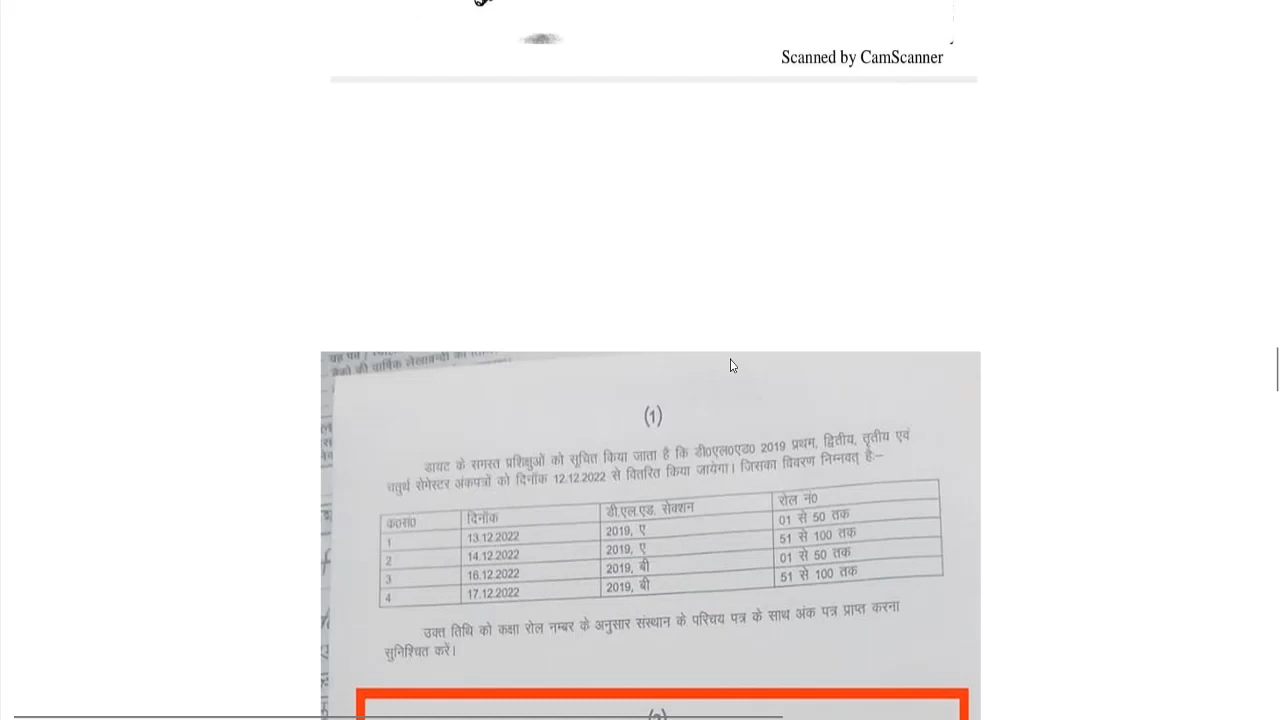 Scanned by CamScanner
(1)
डायट के समस्त प्रशिक्षुओं को सूचित किया जाता है कि डी0एल0एड0 2019 प्रथम, द्वितीय, तृतीय एवं
चतुर्थ सेमेस्टर अंकपत्रों को दिनॉंक 12.12.2022 से वितरित किया जायेगा। जिसका विवरण निम्नवत् है:–
क0सं0 दिनॉंक डी.एल.एड. सेक्शन रोल नं0
1 13.12.2022 2019, ए 01 से 50 तक
2 14.12.2022 2019, ए 51 से 100 तक
3 16.12.2022 2019, बी 01 से 50 तक
4 17.12.2022 2019, बी 51 से 100 तक
उक्त तिथि को कक्षा रोल नम्बर के अनुसार संस्थान के परिचय पत्र के साथ अंक पत्र प्राप्त करना
सुनिश्चित करें।